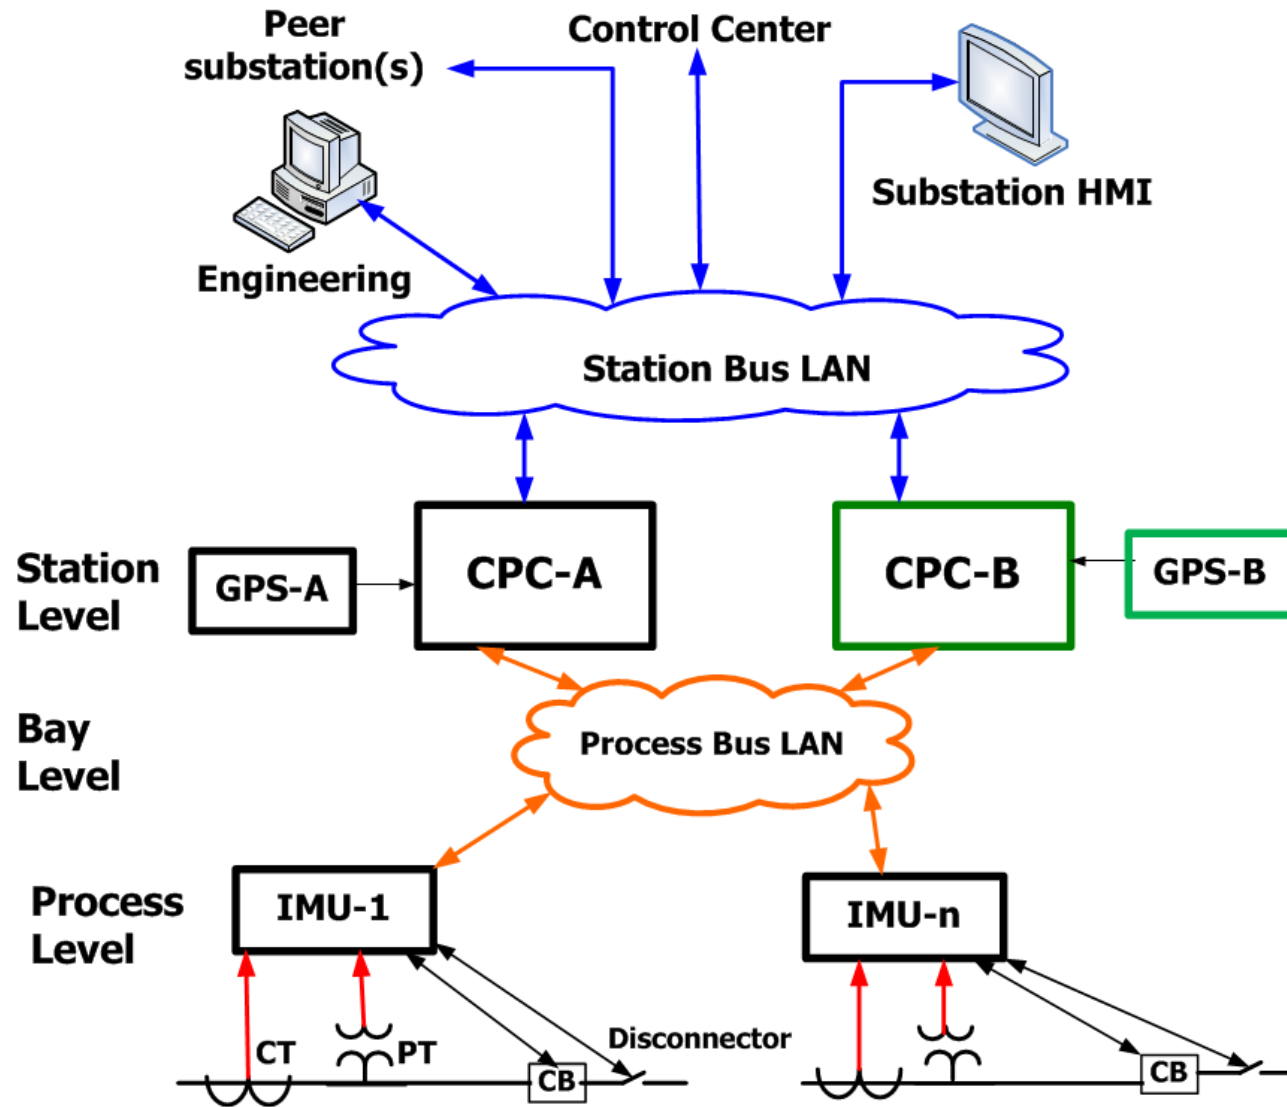 Peer
substation(s)
Control Center
Substation HMI
Engineering
Station Bus LAN
Station
Level
GPS-A
CPC-A
CPC-B
GPS-B
Bay
Level
Process Bus LAN
Process
Level
IMU-1
IMU-n
CT
PT
Disconnector
CB
CB